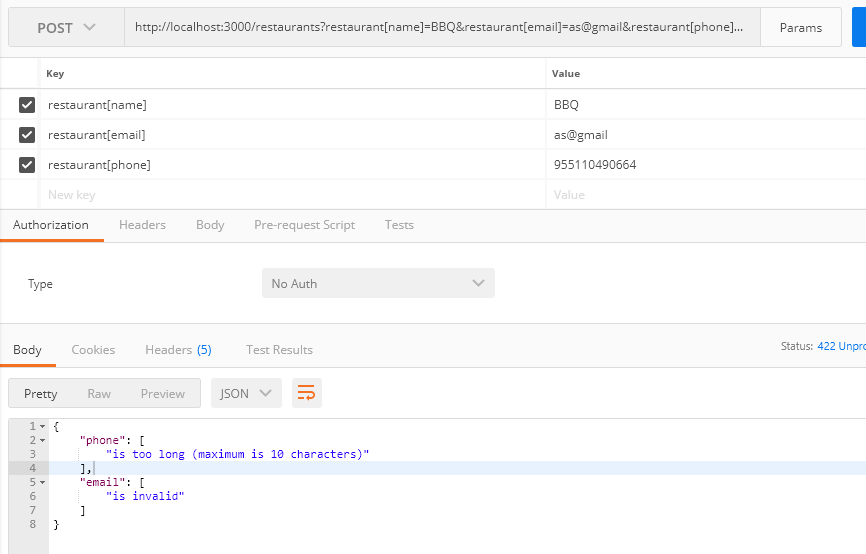 POST http://localhost:3000/restaurants?restaurant[name]=BBQ&restaurant[email]=as@gmail&restaurant[phone]... Params
Key Value
restaurant[name] BBQ
restaurant[email] as@gmail
restaurant[phone] 955110490664
New key Value
Authorization Headers Body Pre-request Script Tests
Type No Auth
Body Cookies Headers (5) Test Results Status: 422 Unpro
Pretty Raw Preview JSON
1 {
2 "phone": [
3 "is too long (maximum is 10 characters)"
4 ],
5 "email": [
6 "is invalid"
7 ]
8 }